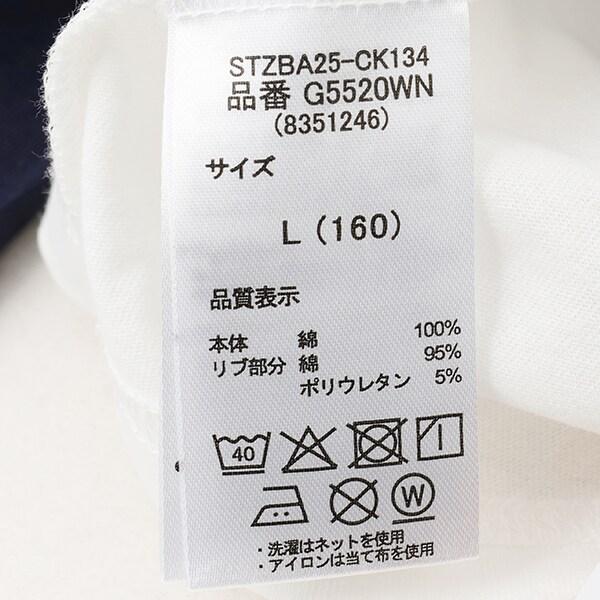 STZBA25-CK134
品番 G5520WN
(8351246)
サイズ
L (160)
品質表示
本体 綿 100%
リブ部分 綿 95%
ポリウレタン 5%
40
W
・洗濯はネットを使用
・アイロンは当て布を使用